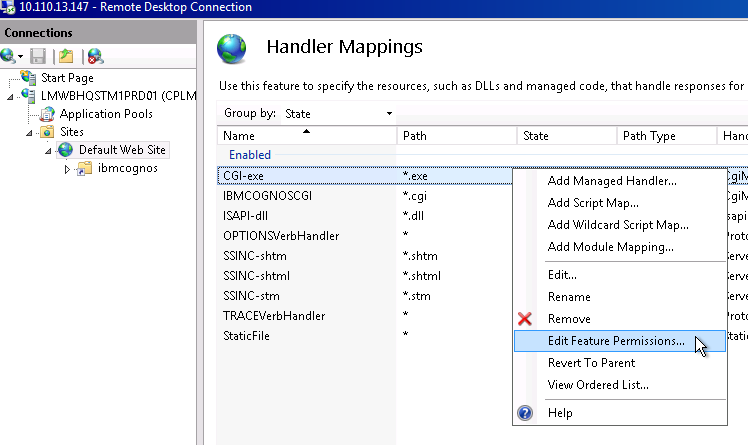 10.110.13.147 - Remote Desktop Connection
Connections
Start Page
LMWBHQSTM1PRD01 (CPLM
Application Pools
Sites
Default Web Site
ibmcognos
Handler Mappings
Use this feature to specify the resources, such as DLLs and managed code, that handle responses for
Group by: State
Name Path State Path Type Hand
Enabled
CGI-exe *.exe CgiM
IBMCOGNOSCGI *.cgi CgiM
ISAPI-dll *.dll Isapi
OPTIONSVerbHandler * Proto
SSINC-shtm *.shtm Serve
SSINC-shtml *.shtml Serve
SSINC-stm *.stm Serve
TRACEVerbHandler * Proto
StaticFile * Static
Add Managed Handler...
Add Script Map...
Add Wildcard Script Map...
Add Module Mapping...
Edit...
Rename
Remove
Edit Feature Permissions...
Revert To Parent
View Ordered List...
Help